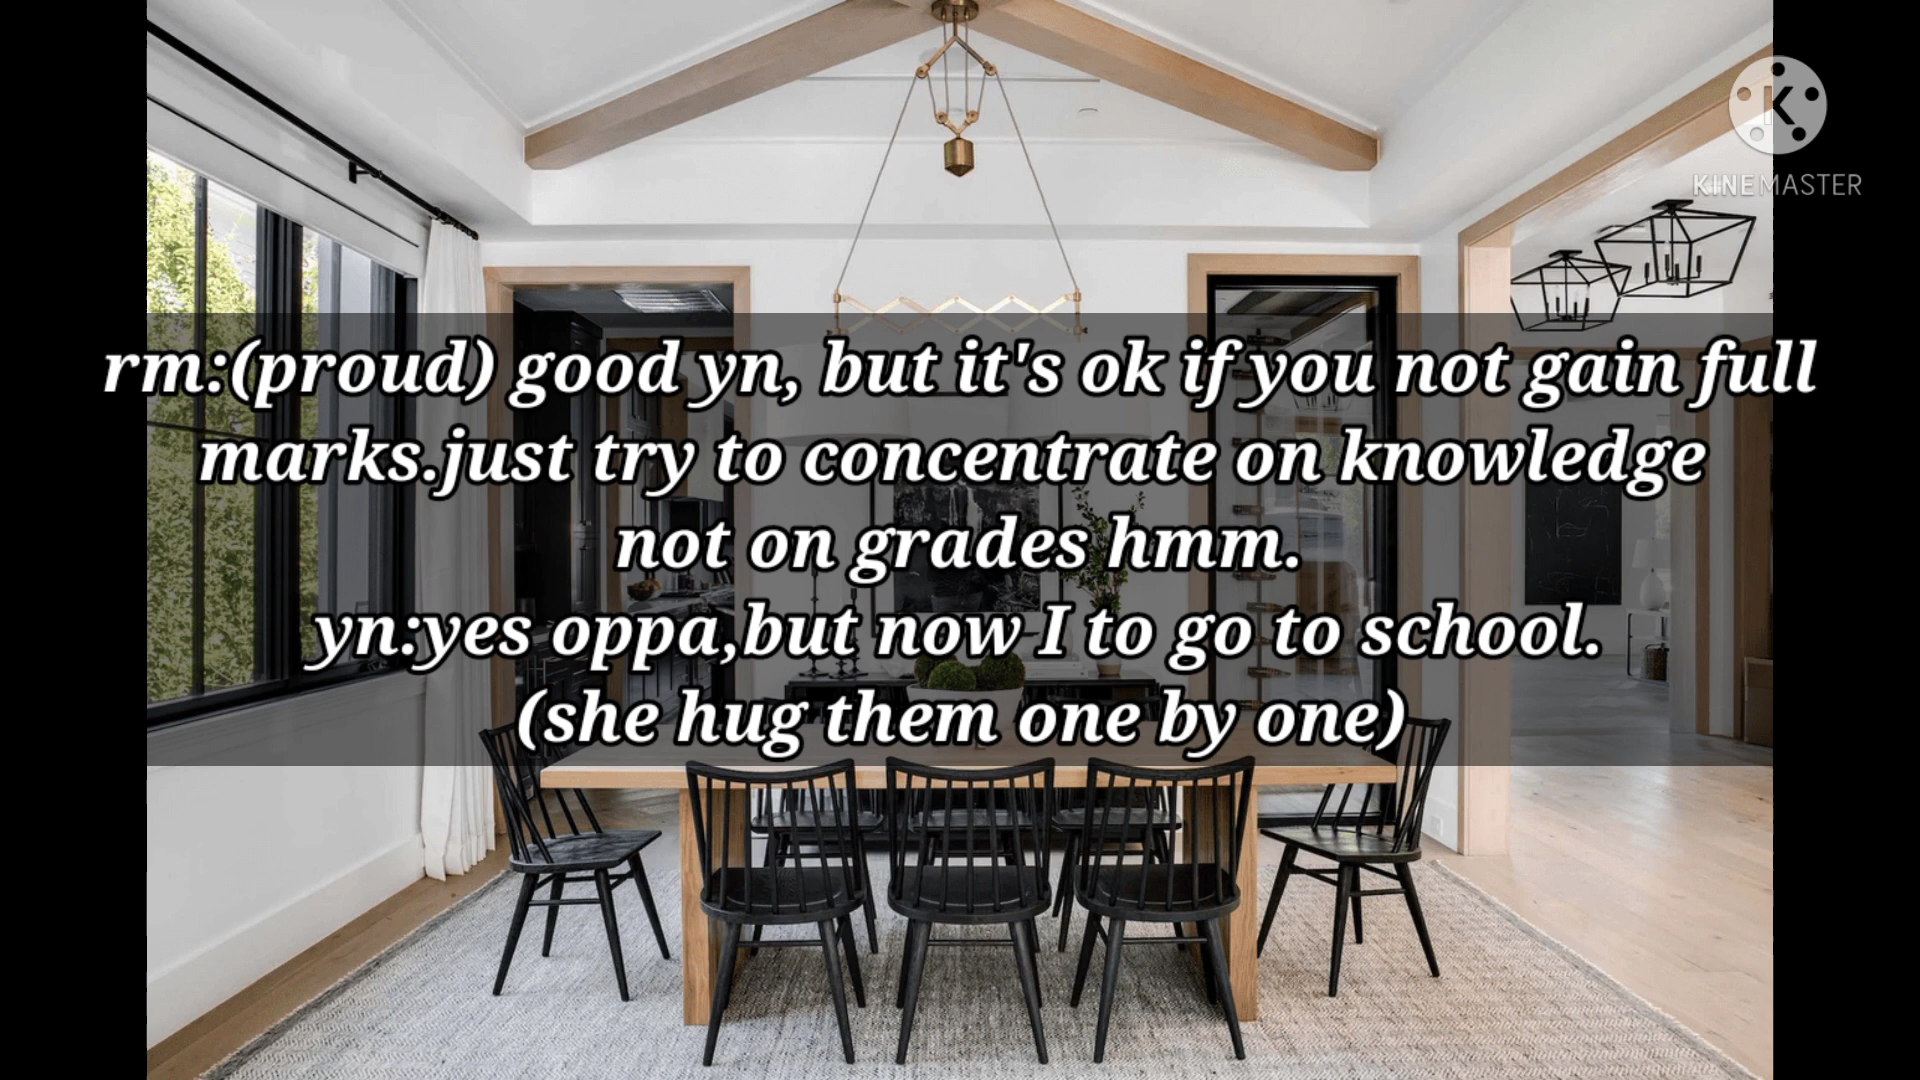 KINEMASTER
rm:(proud) good yn, but it's ok if you not gain full
marks.just try to concentrate on knowledge
not on grades hmm.
yn:yes oppa,but now I to go to school.
(she hug them one by one)